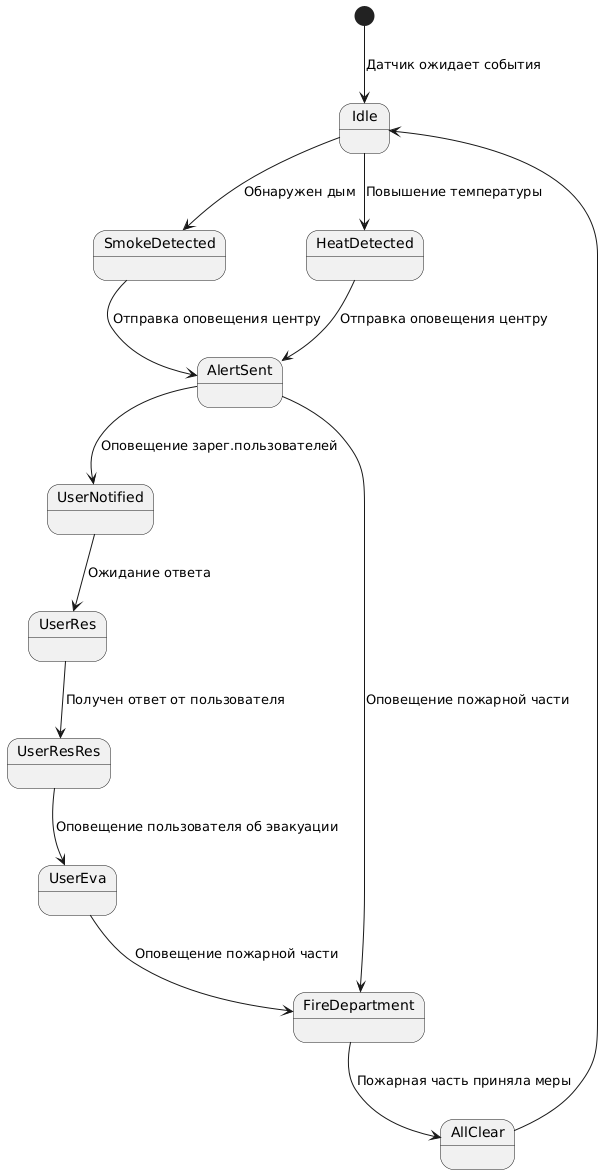 Датчик ожидает события
Idle
Обнаружен дым
Повышение температуры
SmokeDetected
HeatDetected
Отправка оповещения центру
Отправка оповещения центру
AlertSent
Оповещение зарег.пользователей
UserNotified
Ожидание ответа
UserRes
Получен ответ от пользователя
Оповещение пожарной части
UserResRes
Оповещение пользователя об эвакуации
UserEva
Оповещение пожарной части
FireDepartment
Пожарная часть приняла меры
AllClear